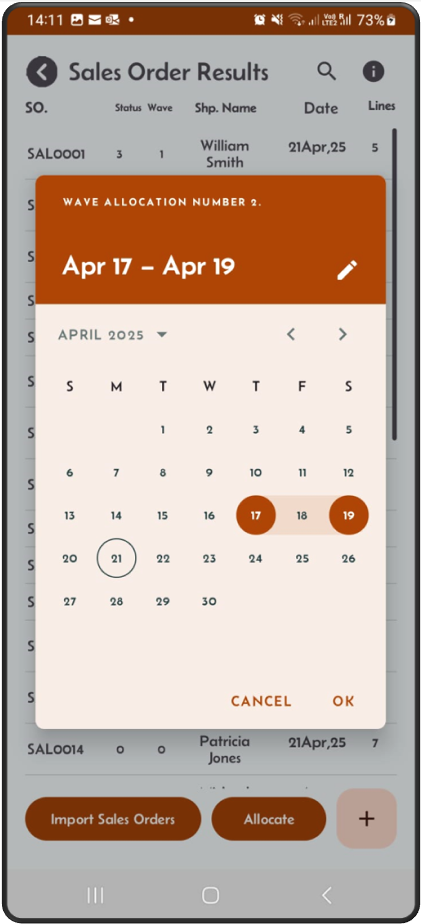 14:11 73%
Sales Order Results
SO. Status Wave Shp. Name Date Lines
SAL0001 3 1 William Smith 21Apr,25 5
S
S
S
S
S
S
S
S
S
S
S
S
WAVE ALLOCATION NUMBER 2.
Apr 17 – Apr 19
APRIL 2025
S M T W T F S
1 2 3 4 5
6 7 8 9 10 11 12
13 14 15 16 17 18 19
20 21 22 23 24 25 26
27 28 29 30
CANCEL OK
SAL0014 0 0 Patricia Jones 21Apr,25 7
Import Sales Orders Allocate +